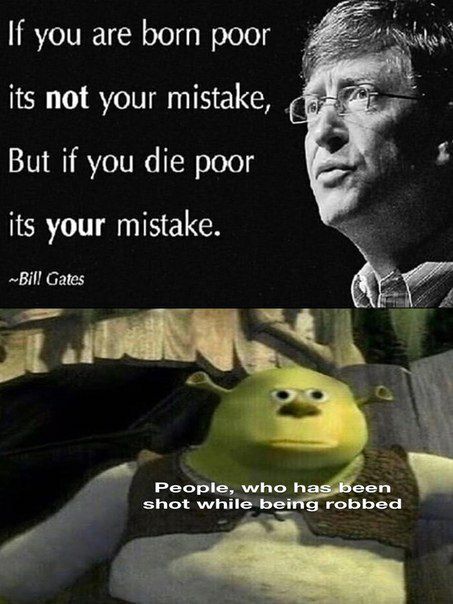 If you are born poor
its not your mistake,
But if you die poor
its your mistake.
~Bill Gates
People, who has been
shot while being robbed